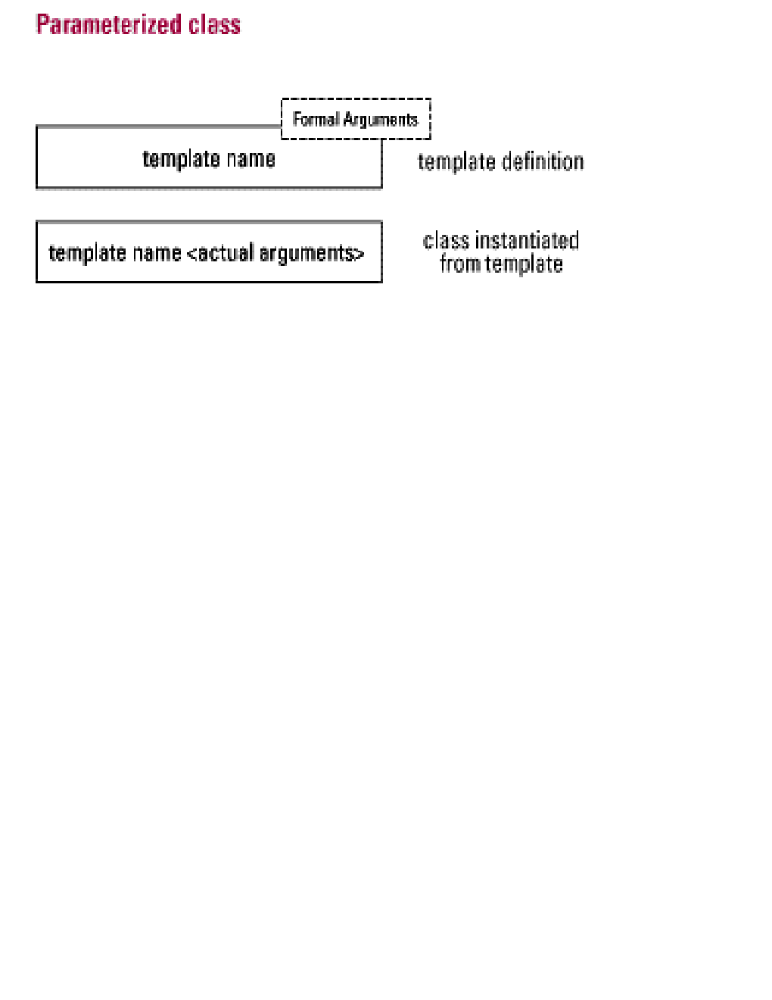 Parameterized class
Formal Arguments
template name
template definition
template name <actual arguments>
class instantiated
from template